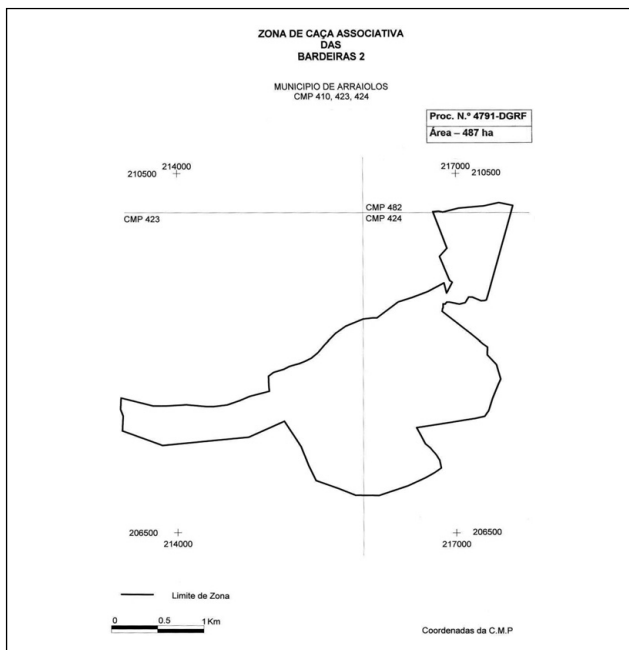 ZONA DE CAÇA ASSOCIATIVA
DAS
BARDEIRAS 2
MUNICIPIO DE ARRAIOLOS
CMP 410, 423, 424
Proc. N.º 4791-DGRF
Área – 487 ha
214000
210500
217000
210500
CMP 482
CMP 423
CMP 424
206500
214000
206500
217000
Limite de Zona
0 0.5 1 Km
Coordenadas da C.M.P